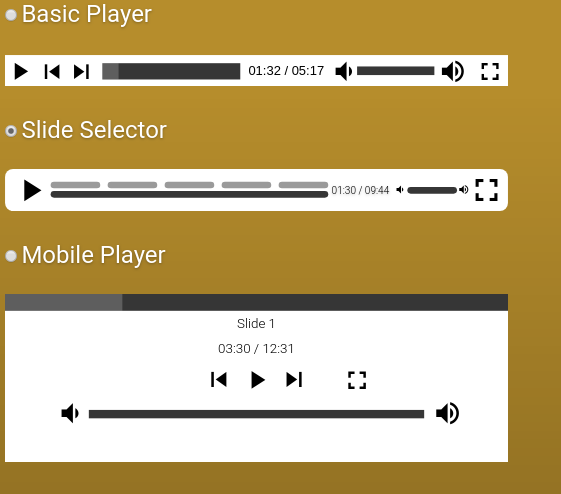 Basic Player
01:32 / 05:17
Slide Selector
01:30 / 09:44
Mobile Player
Slide 1
03:30 / 12:31